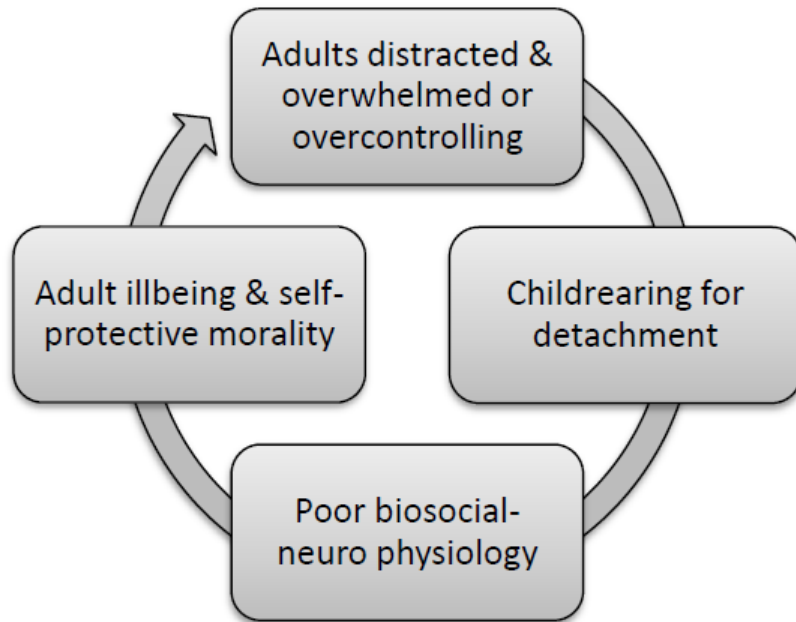 Adults distracted &
overwhelmed or
overcontrolling
Childrearing for
detachment
Poor biosocial-
neuro physiology
Adult illbeing & self-
protective morality